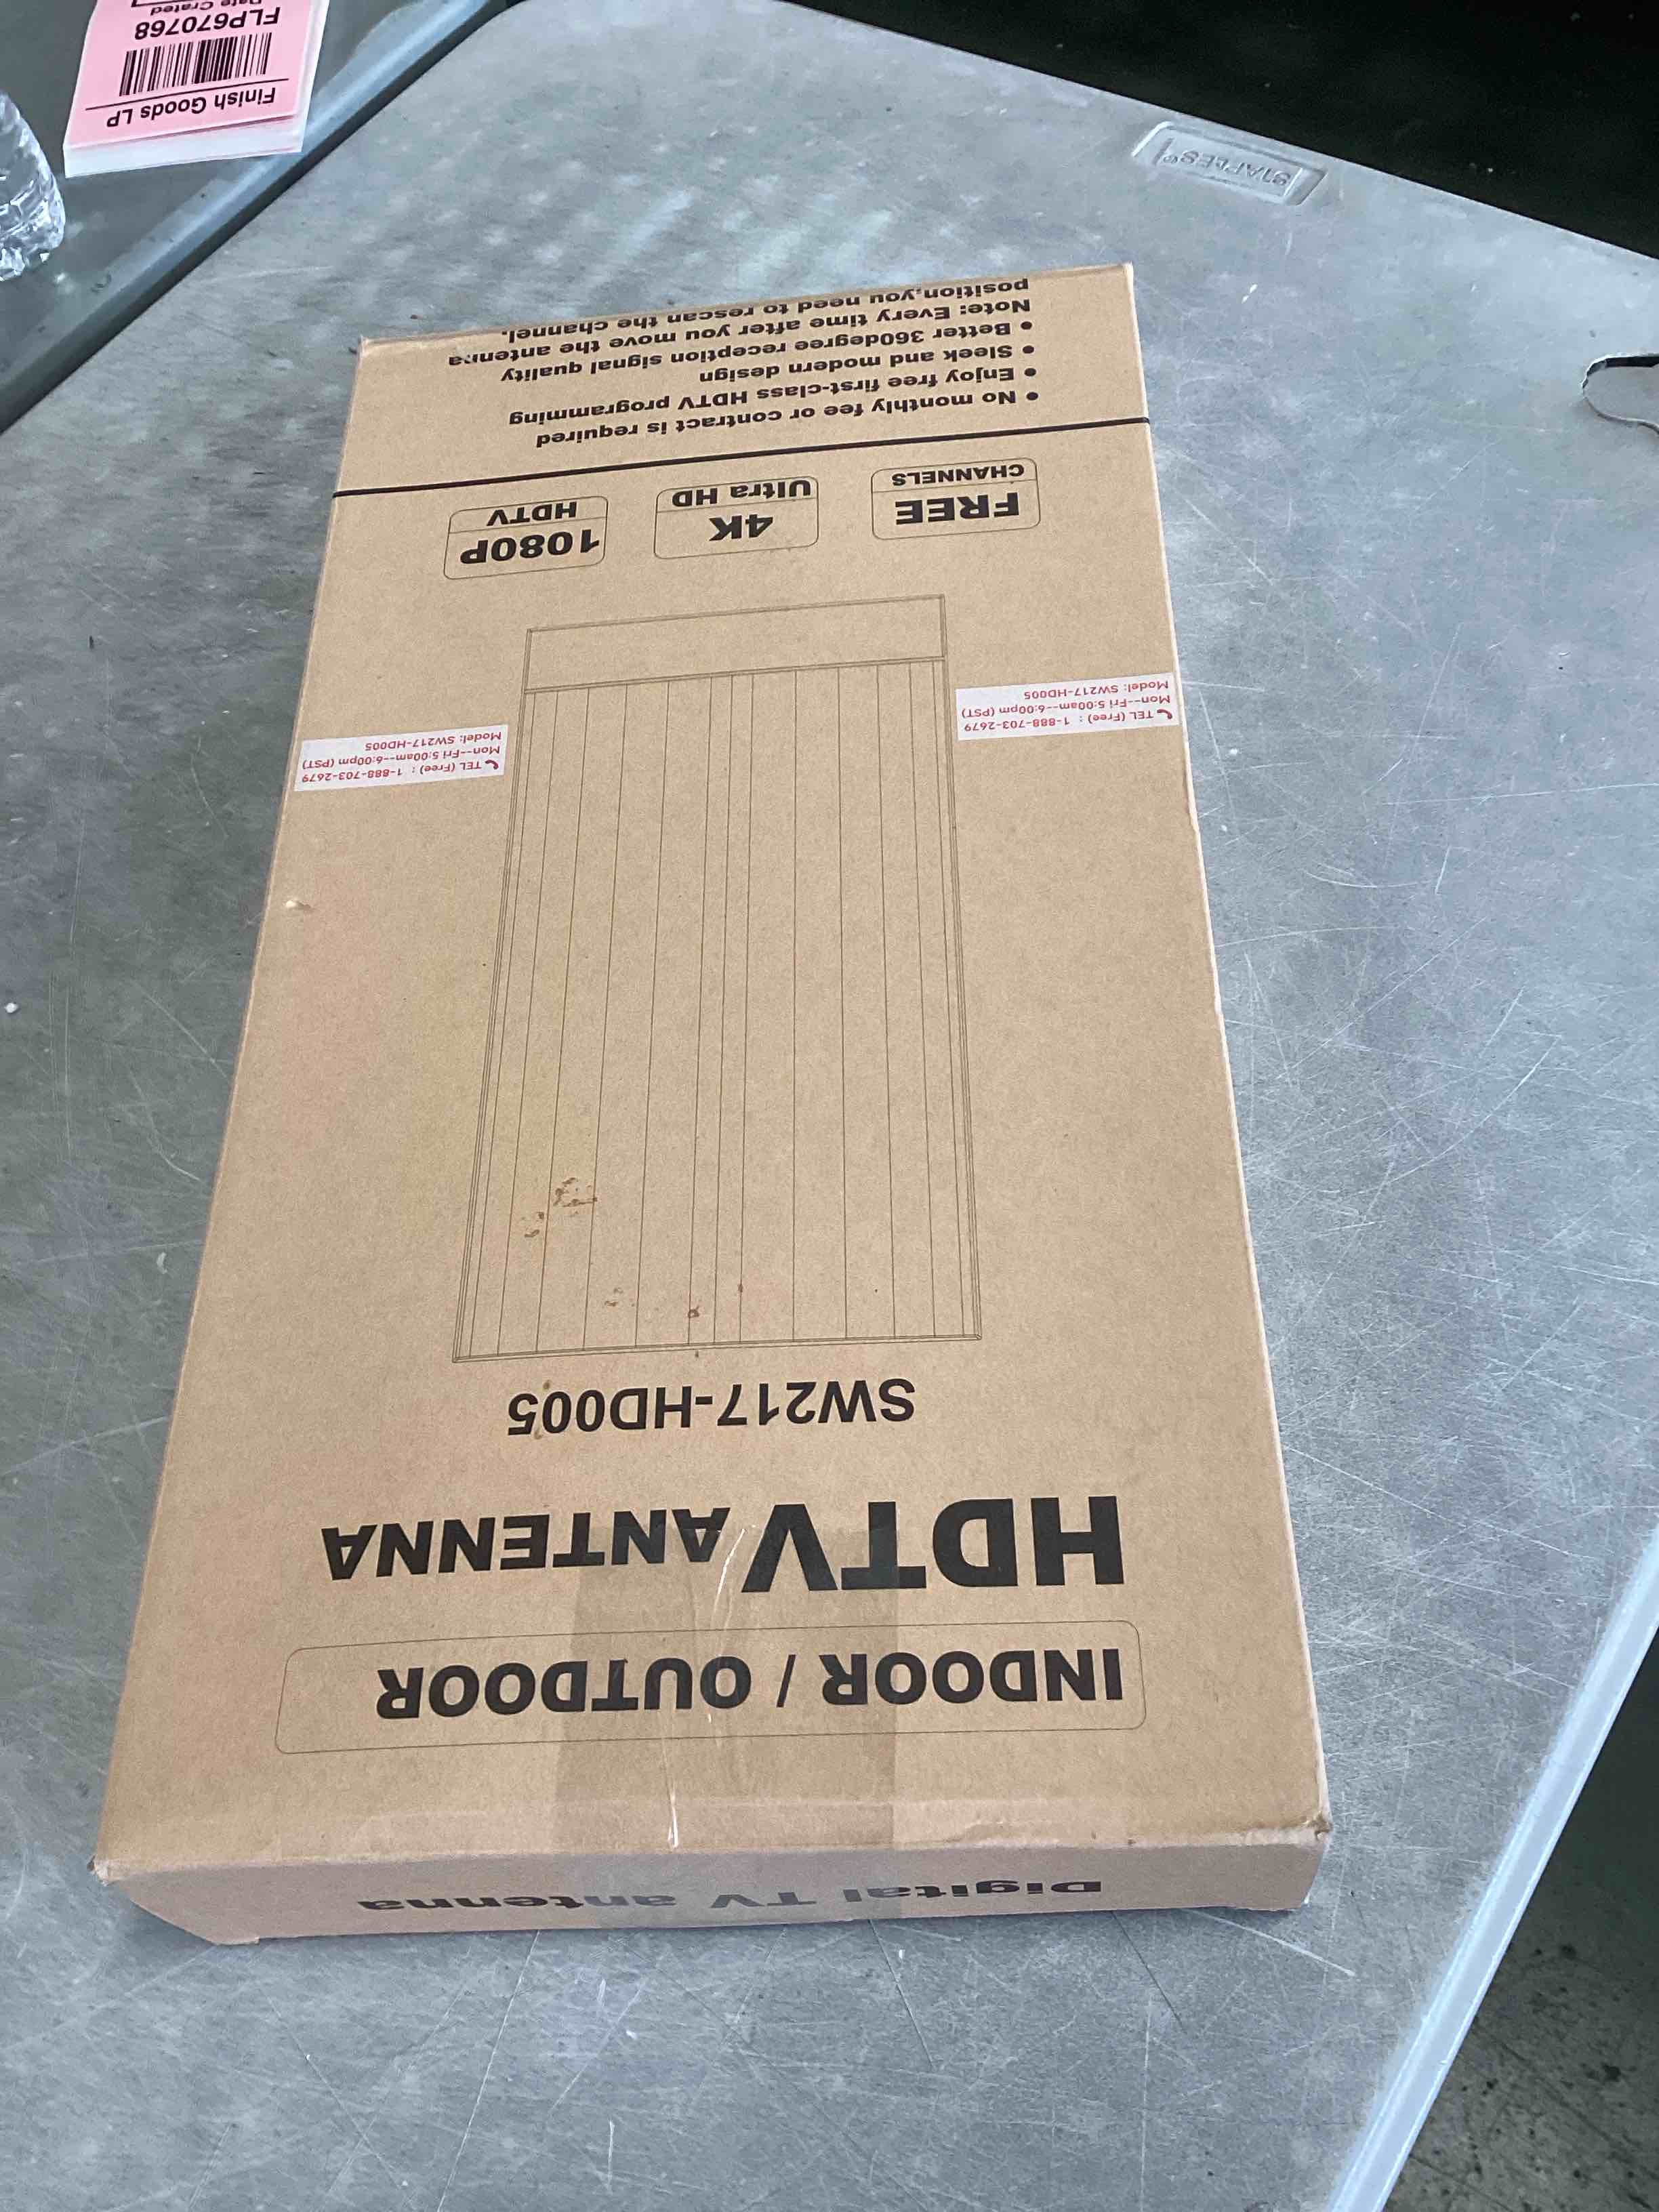 Digital TV antenna
INDOOR / OUTDOOR
HDTV ANTENNA
SW217-HD005
TEL (Free) : 1-888-703-2679
Mon--Fri 5:00am--6:00pm (PST)
Model: SW217-HD005
TEL (Free) : 1-888-703-2679
Mon--Fri 5:00am--6:00pm (PST)
Model: SW217-HD005
FREE
CHANNELS
4K
Ultra HD
1080P
HDTV
• No monthly fee or contract is required
• Enjoy free first-class HDTV programming
• Sleek and modern design
• Better 360degree reception signal quality
Note: Every time after you move the antenna
position,you need to rescan the channel.
STAPLES®
Finish Goods LP
FLP670768
Date Crated